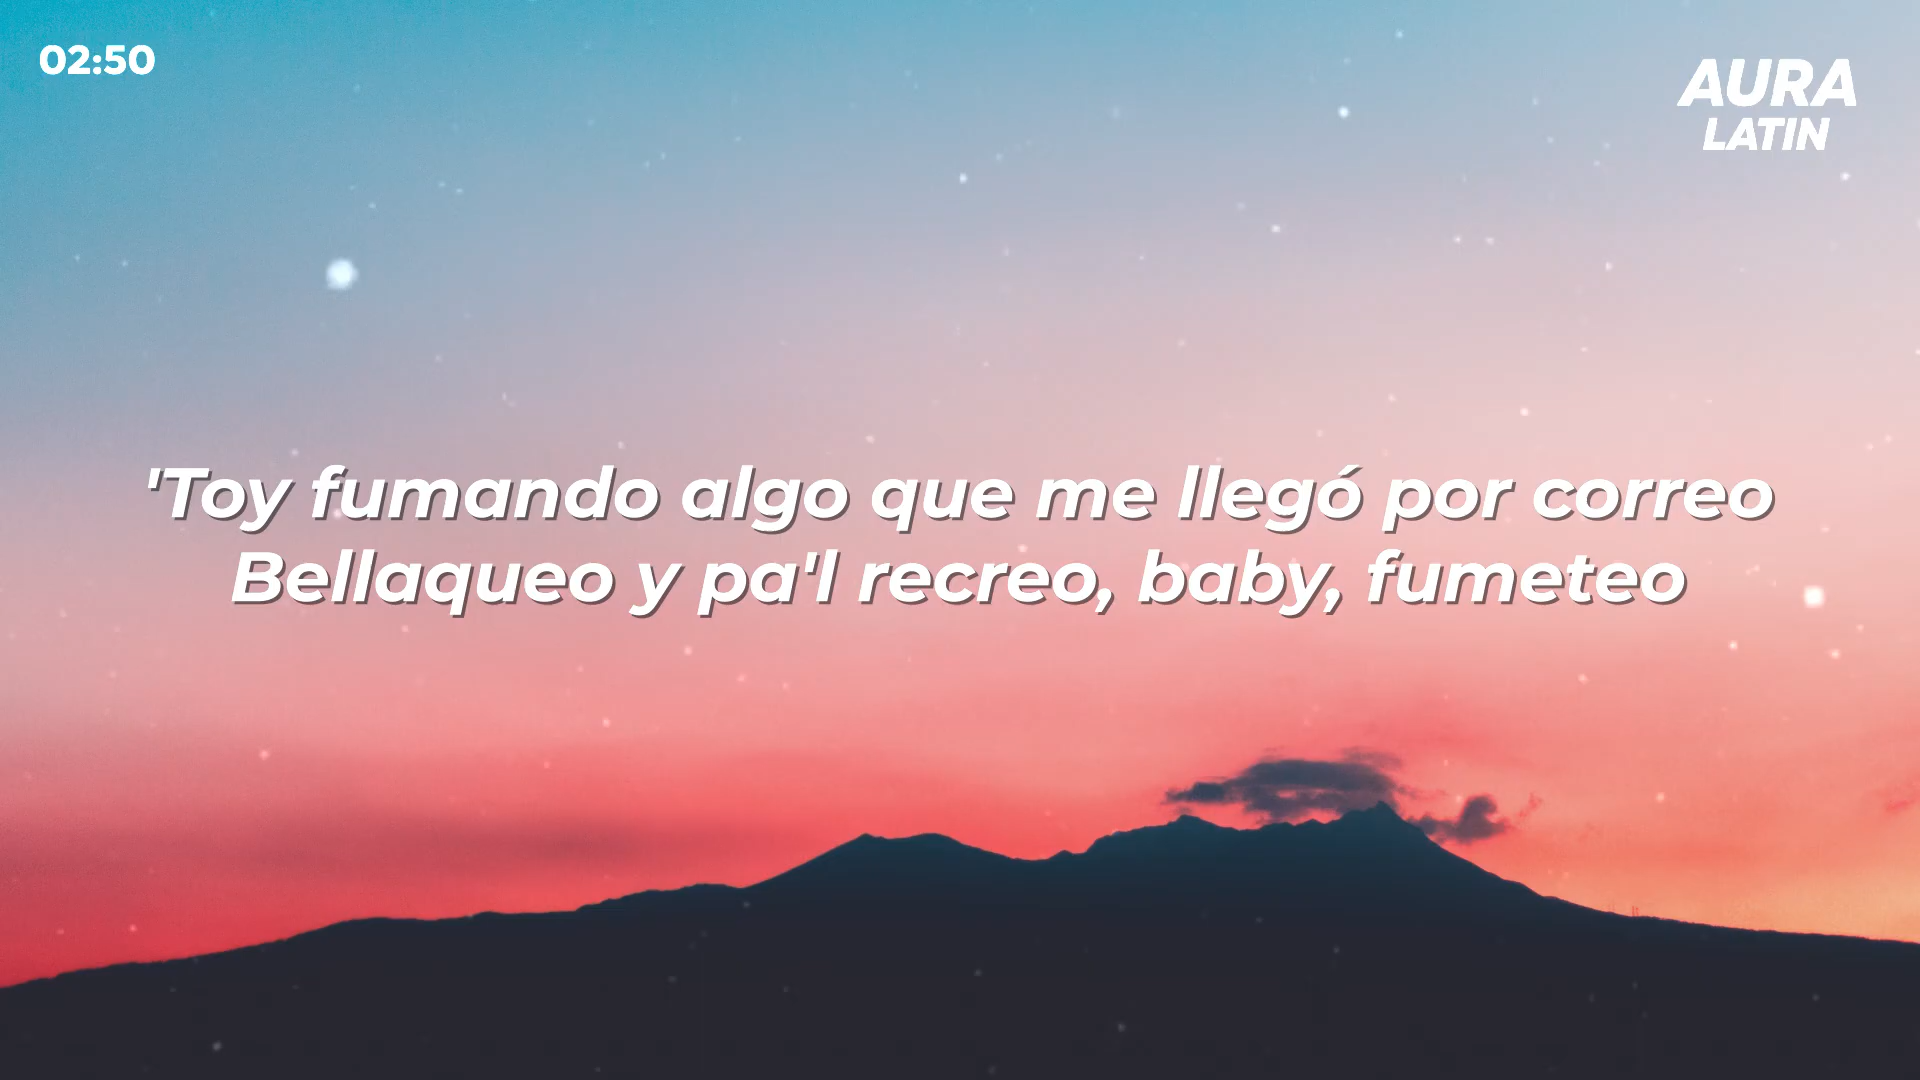 02:50
AURA
LATIN
'Toy fumando algo que me llegó por correo
Bellaqueo y pa'l recreo, baby, fumeteo